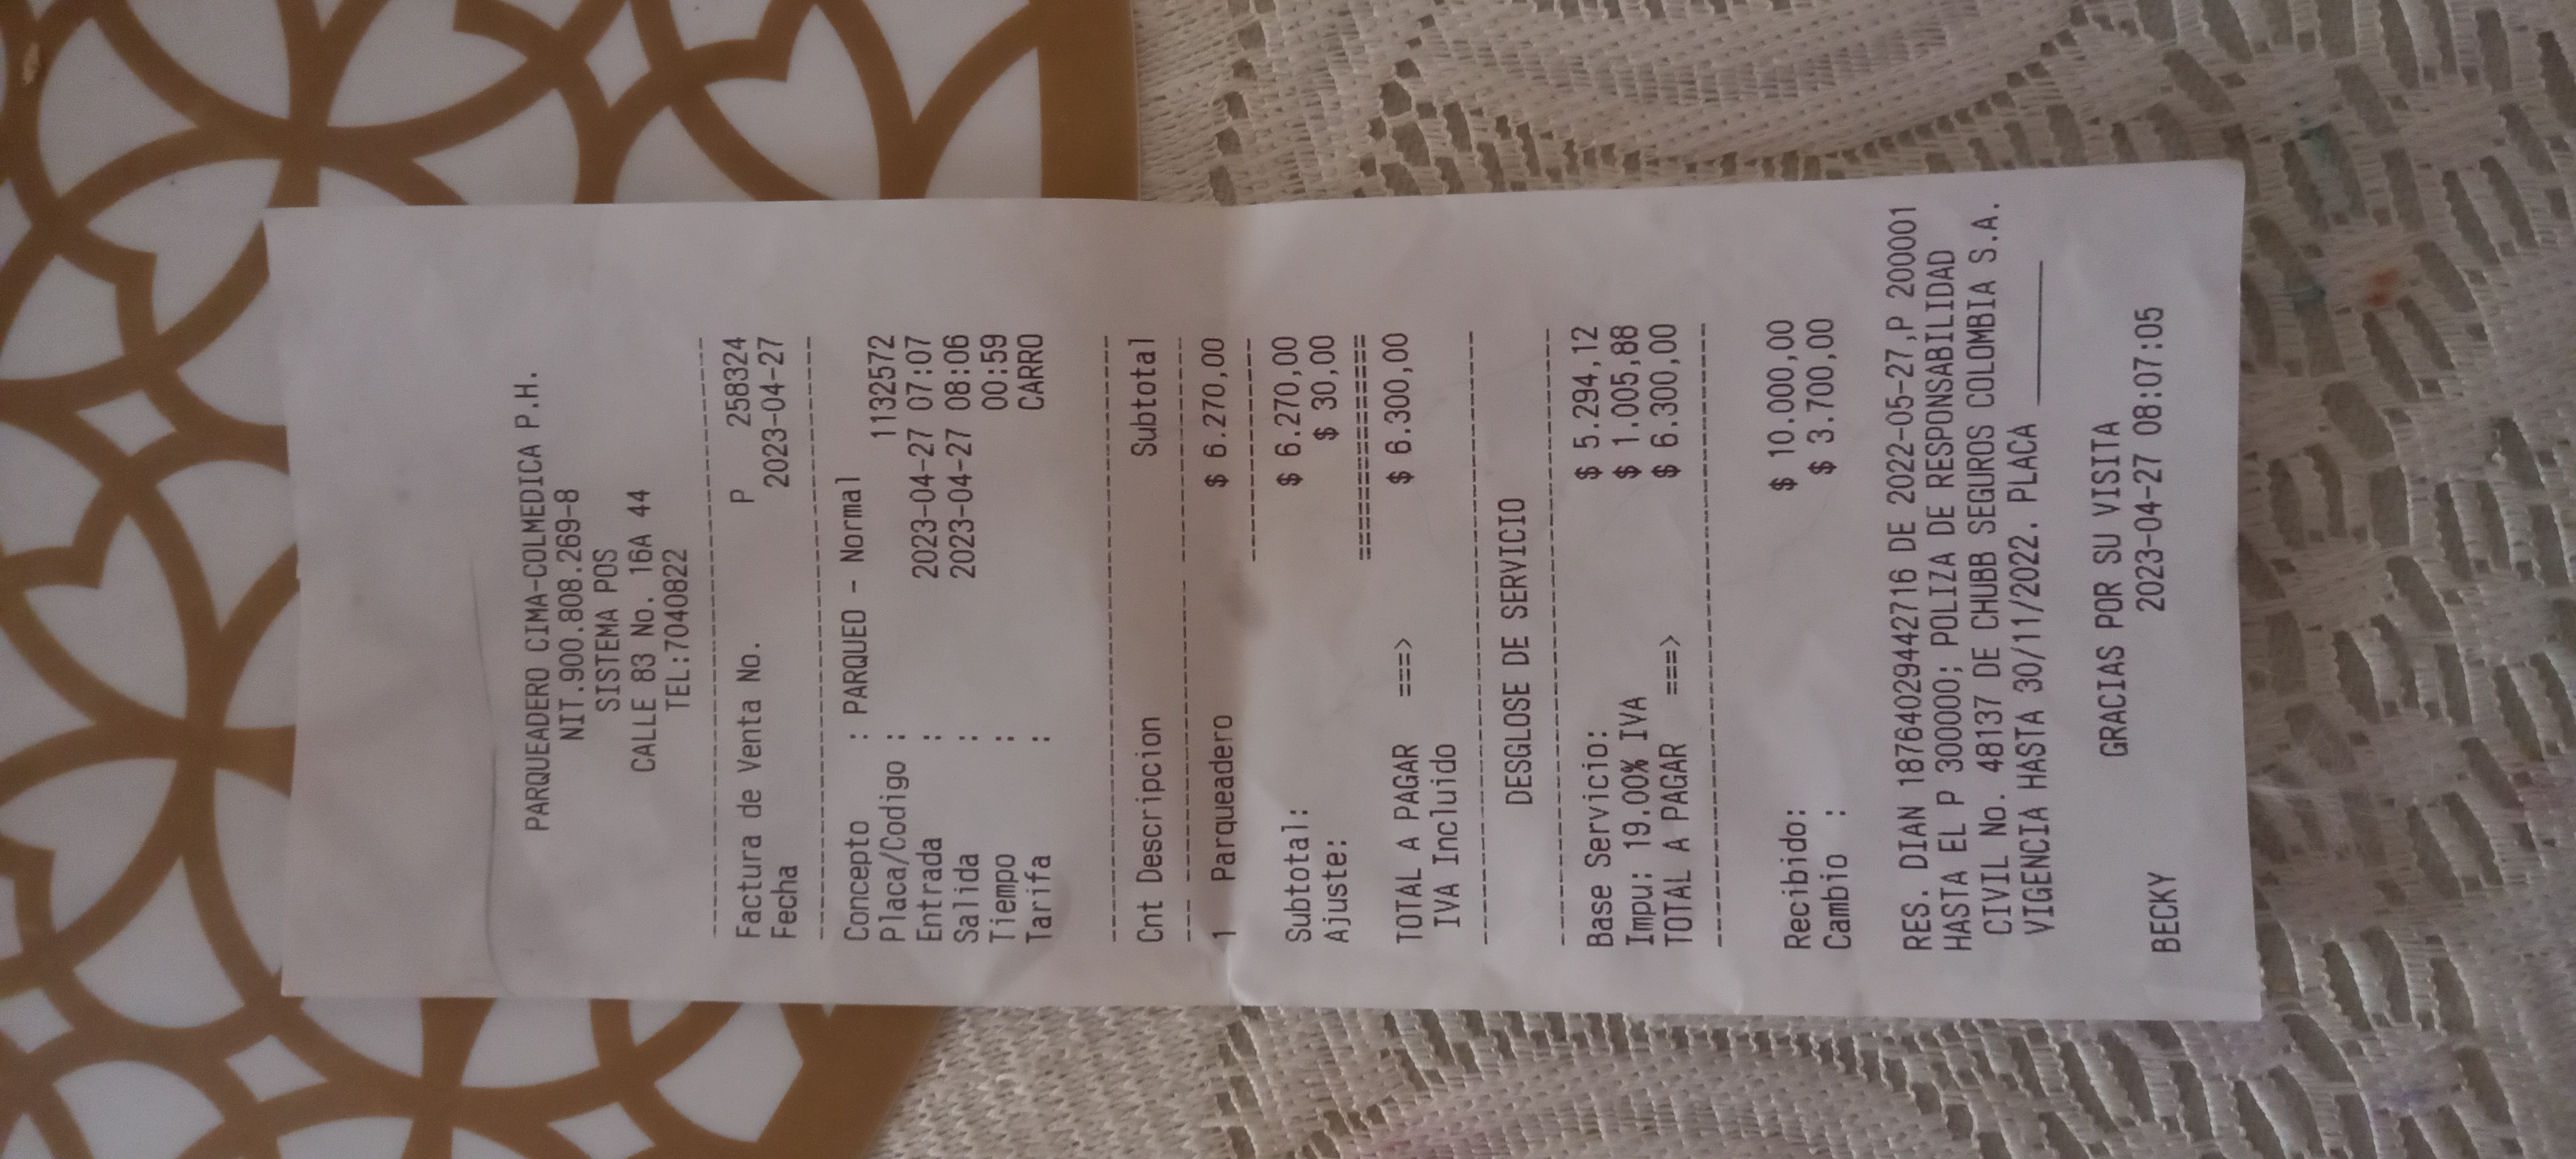 PARQUEADERO CIMA-COLMEDICA P.H.
NIT.900.808.269-8
SISTEMA POS
CALLE 83 No. 16A 44
TEL:7040822
--------------------------------
Factura de Venta No. P 258324
Fecha 2023-04-27
--------------------------------
Concepto : PARQUEO - Normal
Placa/Codigo : 1132572
Entrada : 2023-04-27 07:07
Salida : 2023-04-27 08:06
Tiempo : 00:59
Tarifa : CARRO
--------------------------------
Cnt Descripcion Subtotal
--- ---------------- ------------
1 Parqueadero $ 6.270,00
------------
Subtotal: $ 6.270,00
Ajuste: $ 30,00
============
TOTAL A PAGAR ===> $ 6.300,00
IVA Incluido
--------------------------------
DESGLOSE DE SERVICIO
--------------------------------
Base Servicio: $ 5.294,12
Impu: 19.00% IVA $ 1.005,88
TOTAL A PAGAR ===> $ 6.300,00
--------------------------------
Recibido: $ 10.000,00
Cambio : $ 3.700,00
RES. DIAN 18764029442716 DE 2022-05-27,P 200001
HASTA EL P 300000; POLIZA DE RESPONSABILIDAD
CIVIL No. 48137 DE CHUBB SEGUROS COLOMBIA S.A.
VIGENCIA HASTA 30/11/2022. PLACA ________
GRACIAS POR SU VISITA
BECKY 2023-04-27 08:07:05